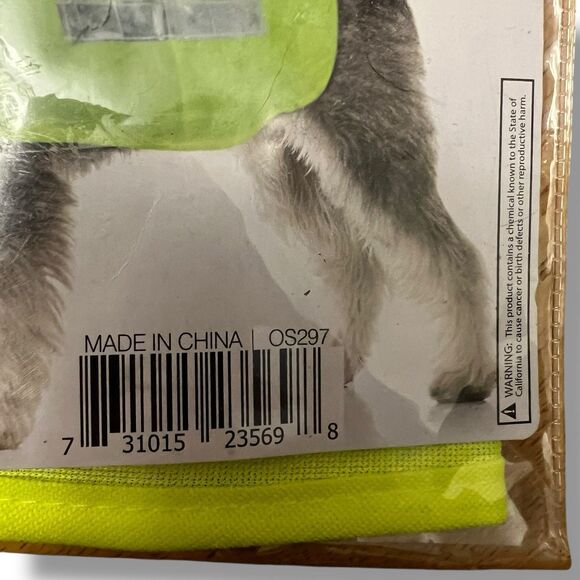 MADE IN CHINA | OS297
7 31015 23569 8
WARNING: This product contains a chemical known to the State of
California to cause cancer or birth defects or other reproductive harm.